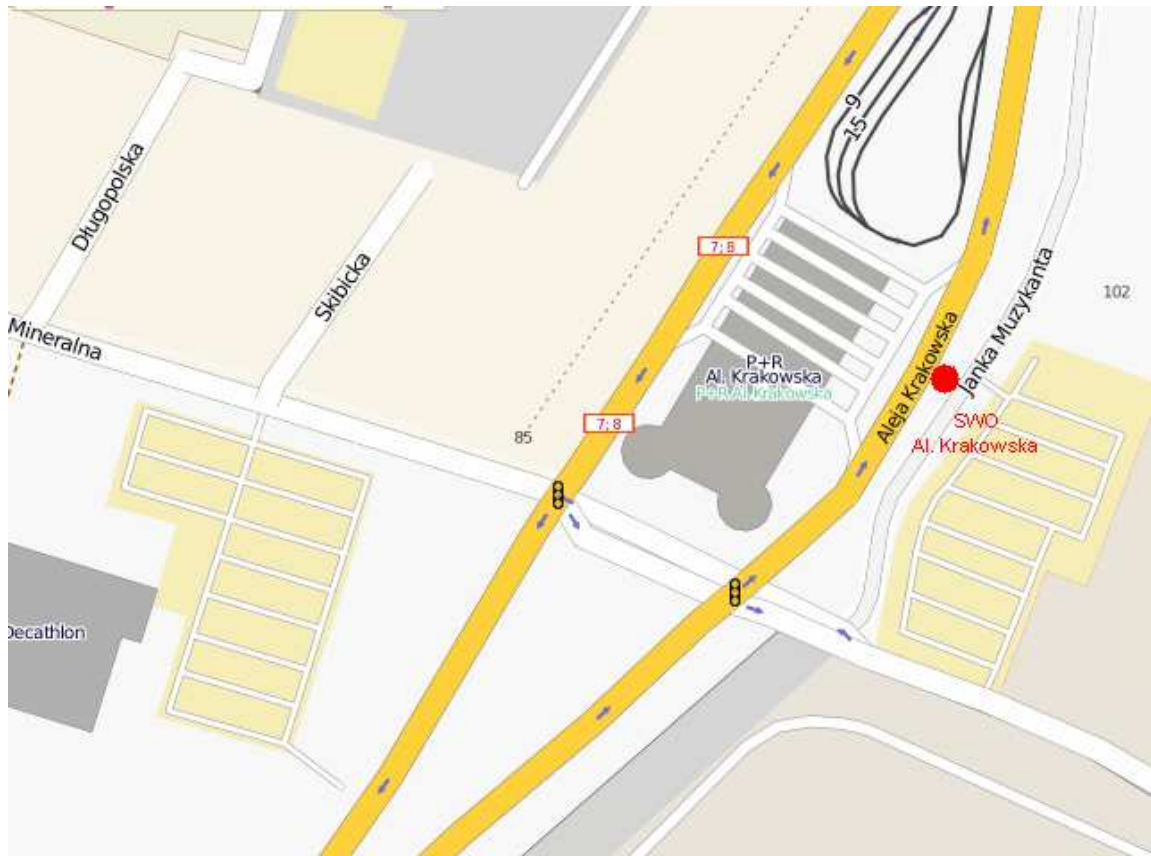 9
15
Długopolska
7; 8
Skibicka
102
Janka Muzykanta
Mineralna
P+R
Al. Krakowska
P+R Al. Krakowska
Aleja Krakowska
7; 8
85
SWO
Al. Krakowska
Decathlon